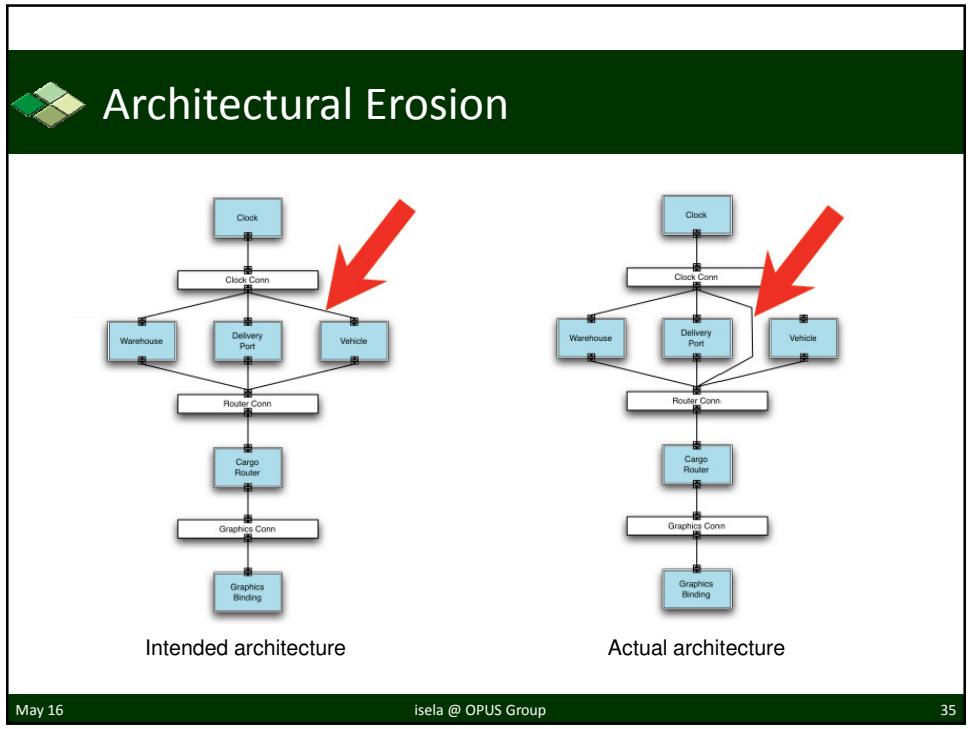 Architectural Erosion
Clock
Clock Conn
Warehouse
Delivery
Port
Vehicle
Router Conn
Cargo
Router
Graphics Conn
Graphics
Binding
Intended architecture
Clock
Clock Conn
Warehouse
Delivery
Port
Vehicle
Router Conn
Cargo
Router
Graphics Conn
Graphics
Binding
Actual architecture
May 16
isela @ OPUS Group
35